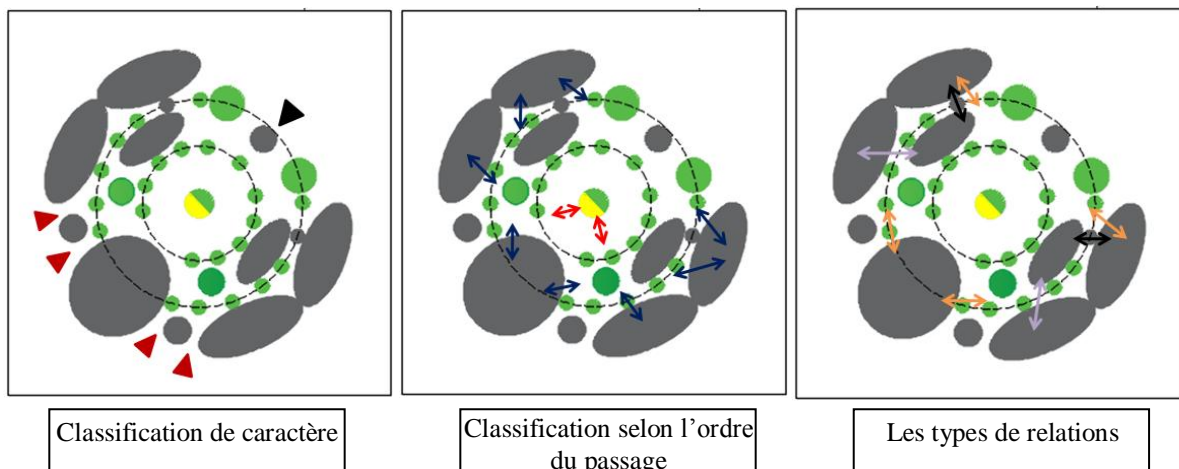 Classification de caractère
Classification selon l’ordre
du passage
Les types de relations